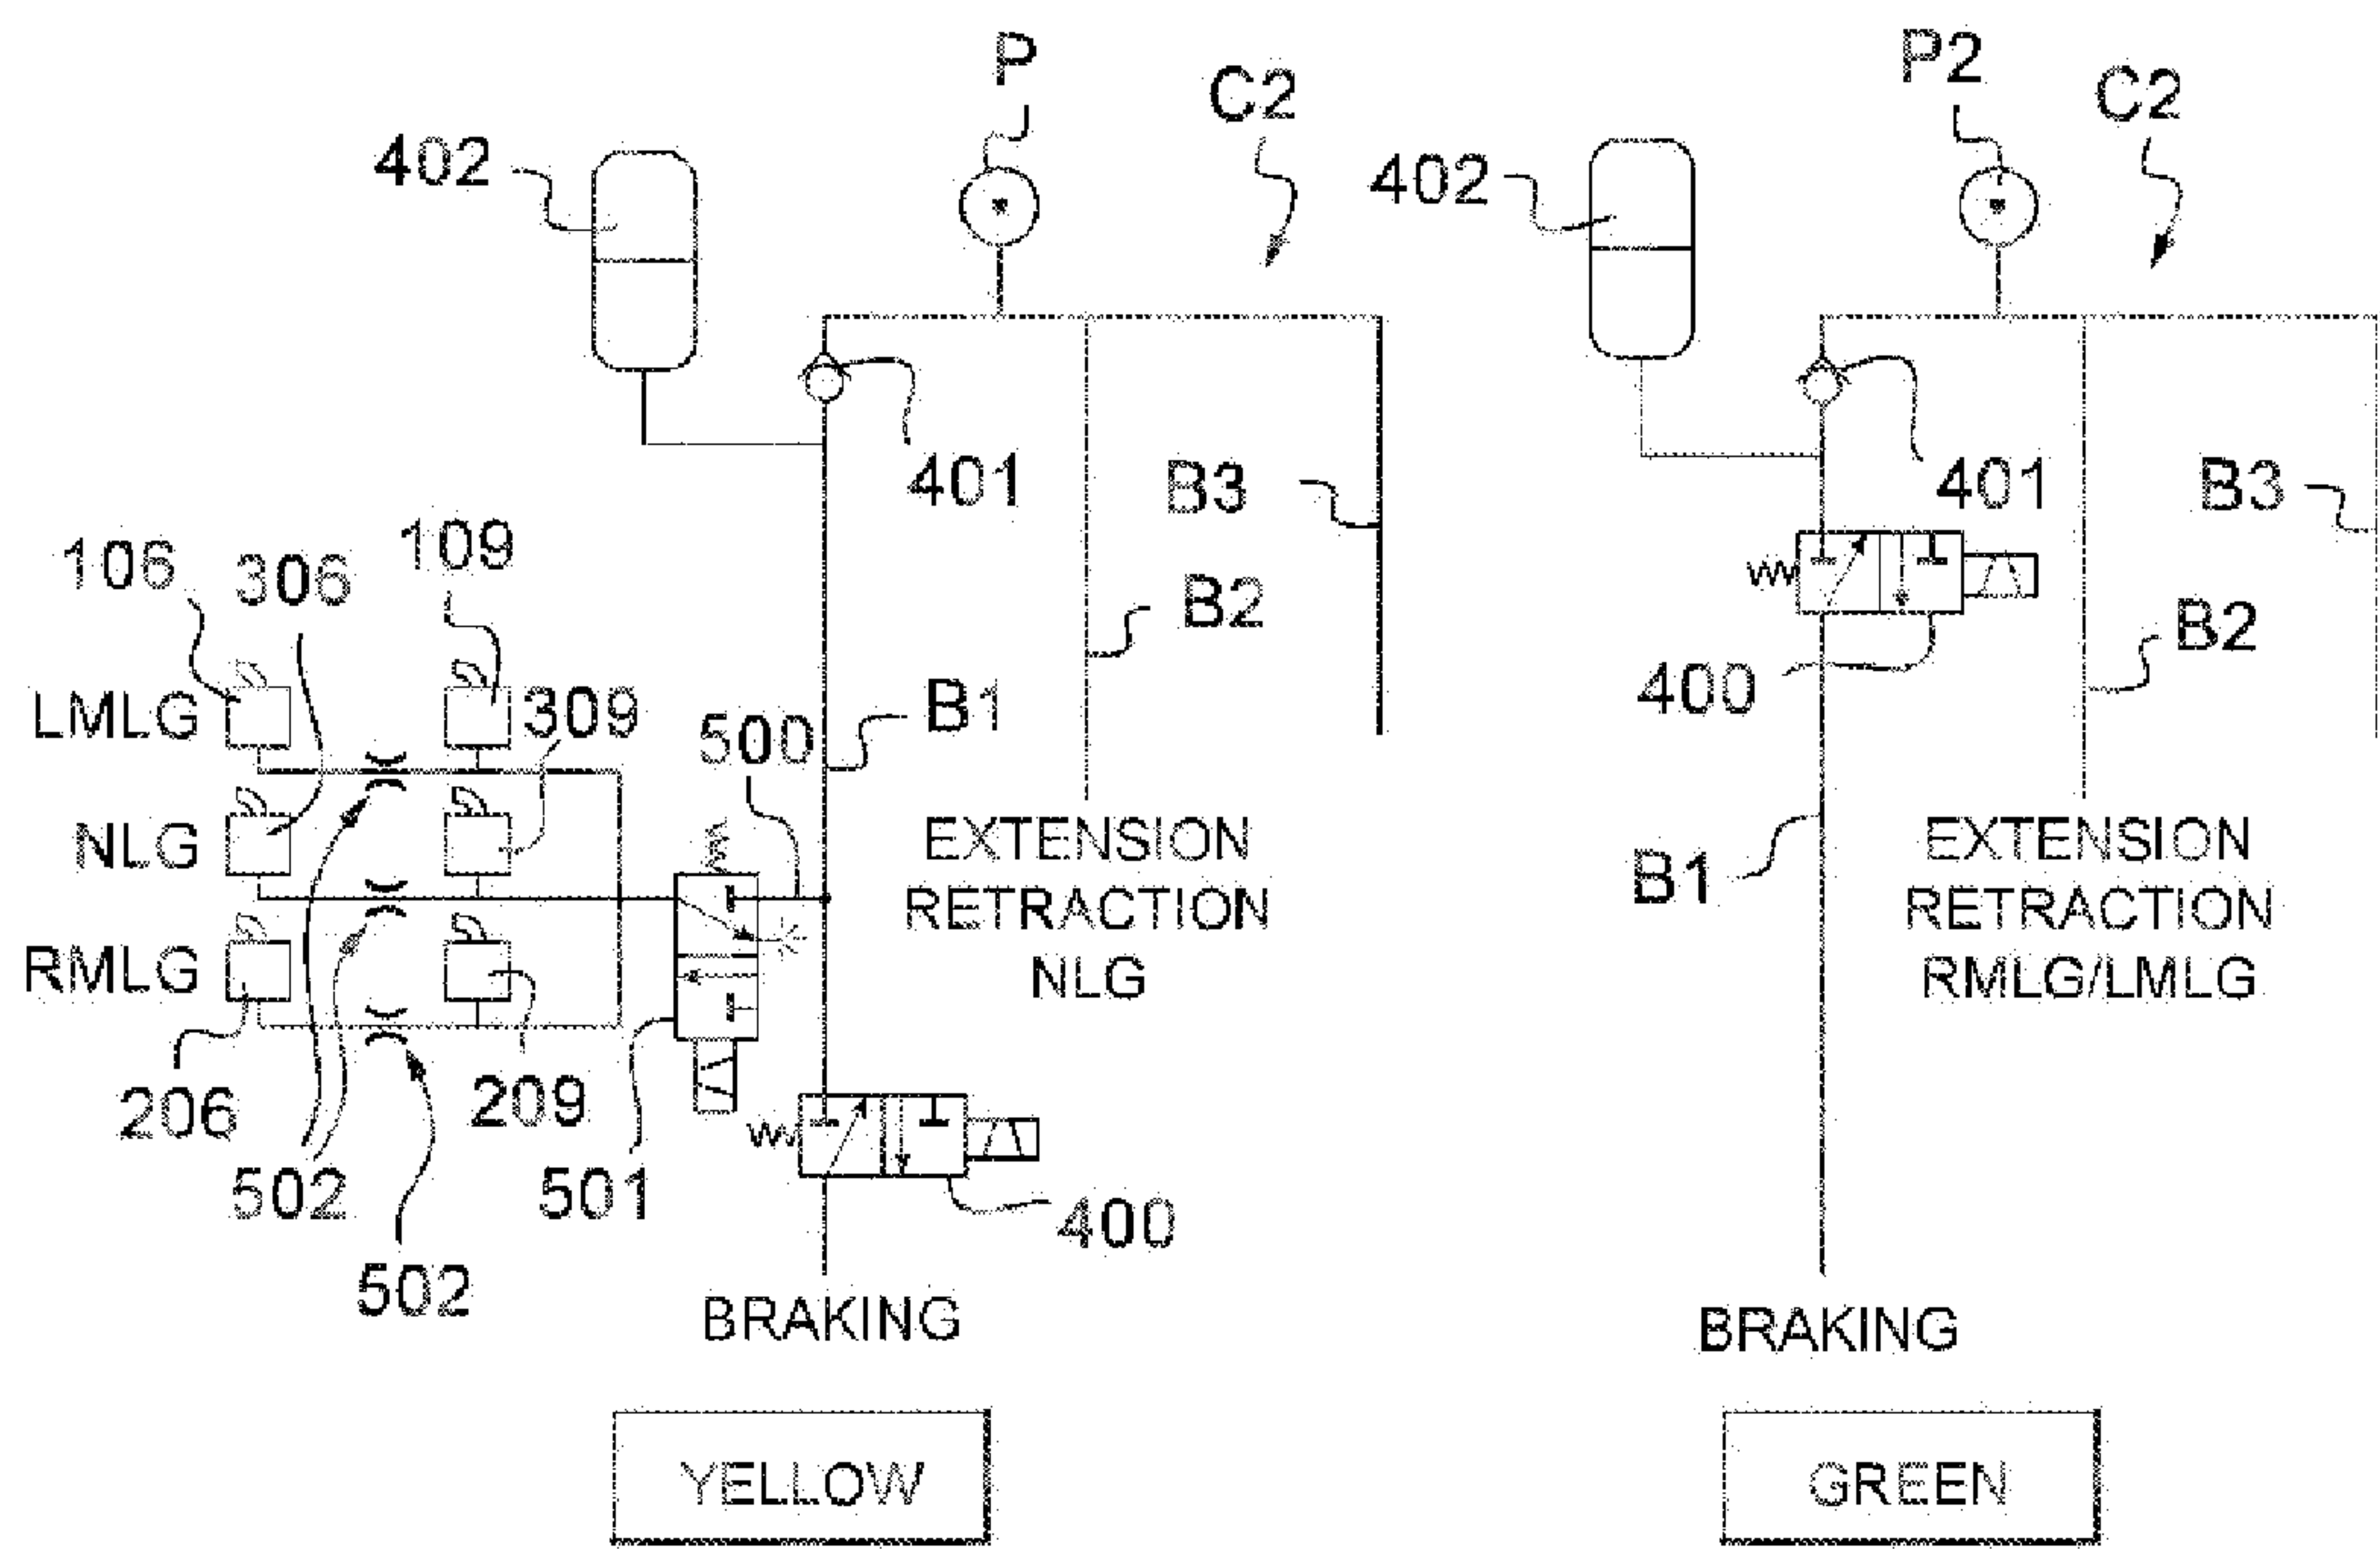 P
C2
402
P2
C2
402
401
B3
401
B3
106
306
109
B2
B2
400
LMLG
309
500
B1
NLG
EXTENSION
RETRACTION
NLG
B1
EXTENSION
RETRACTION
RMLG/LMLG
RMLG
206
209
502
501
400
502
BRAKING
BRAKING
YELLOW
GREEN